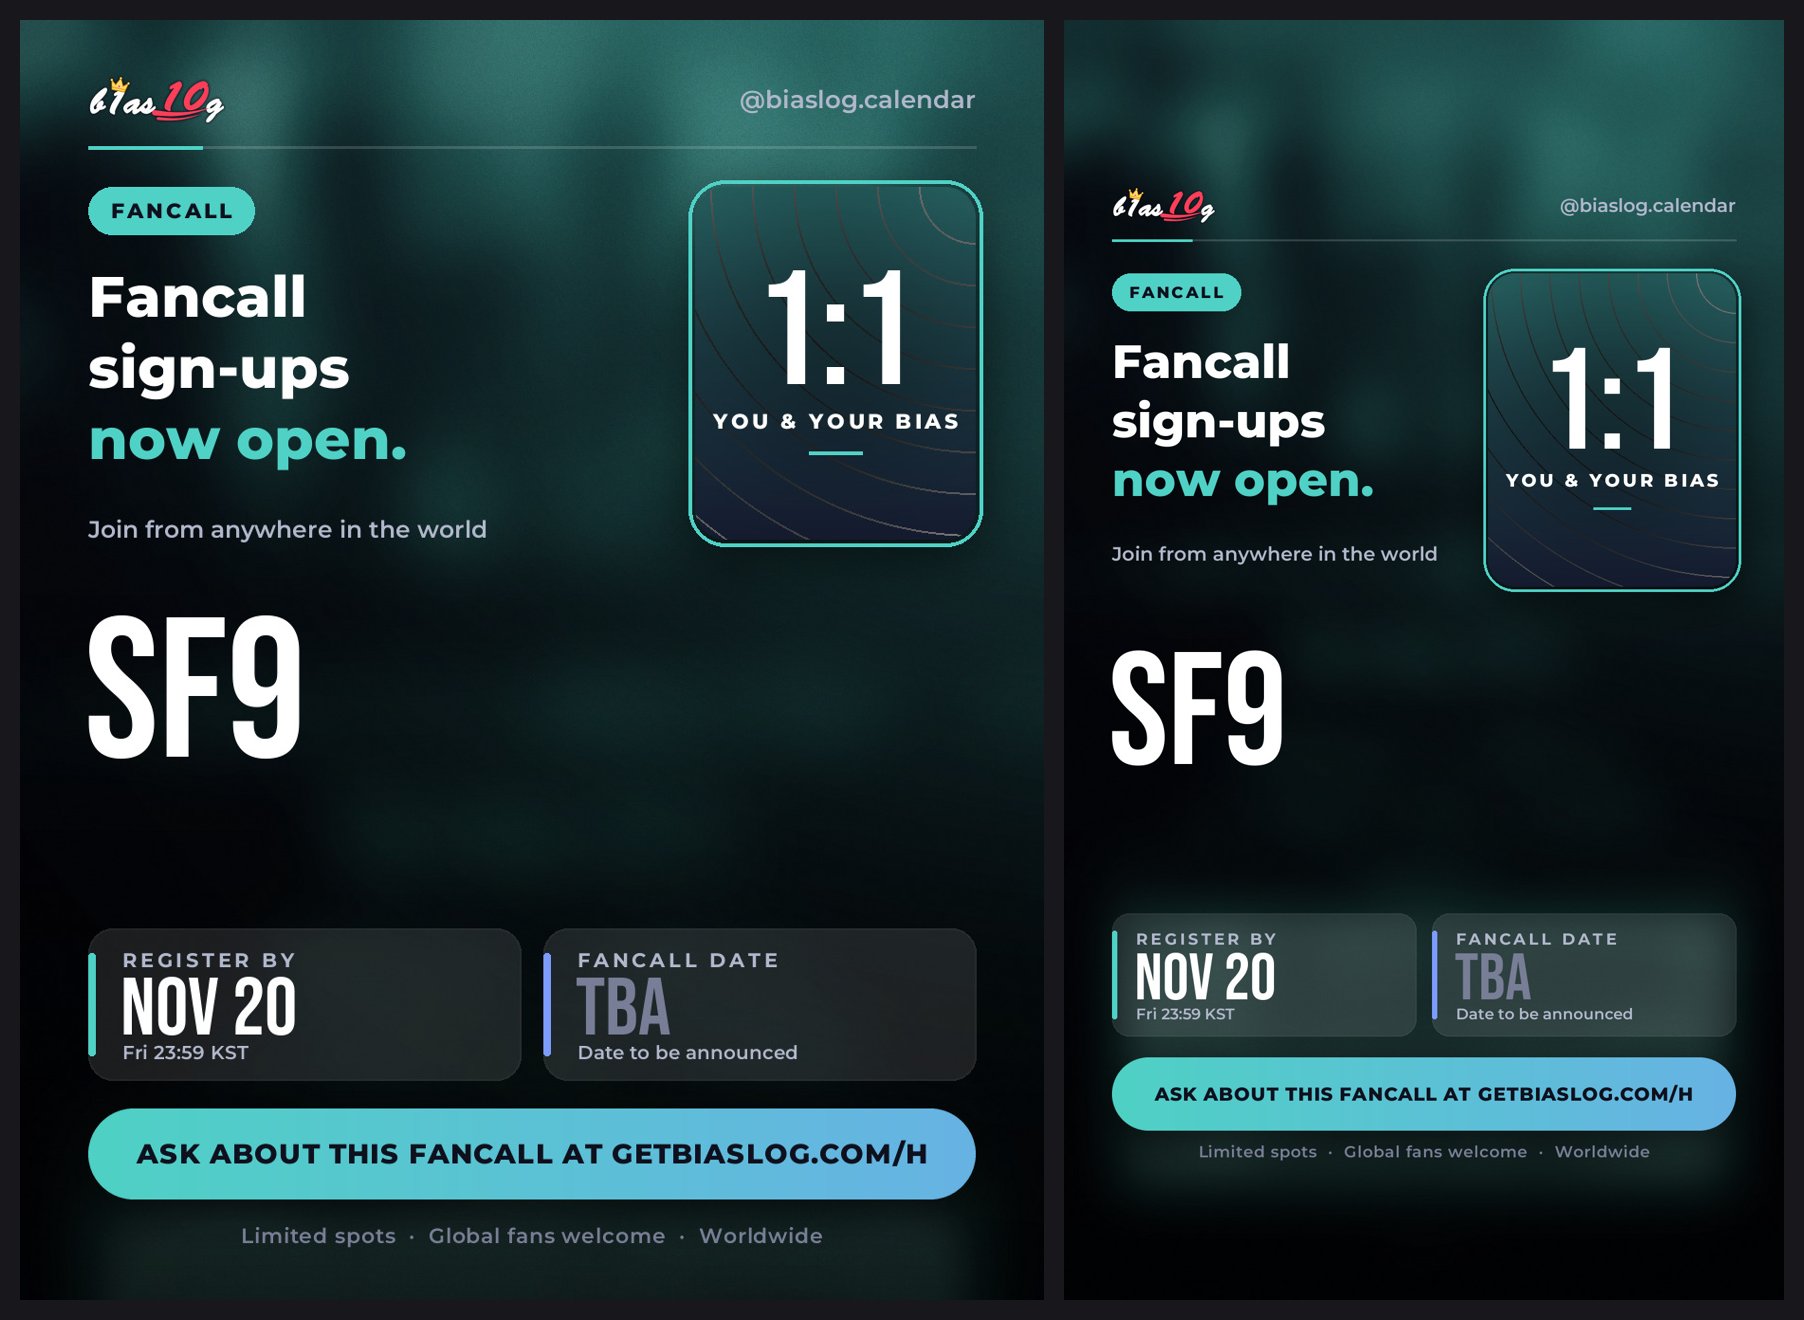 b1as10g
@biaslog.calendar
FANCALL
Fancall
sign-ups
now open.
Join from anywhere in the world
1:1
YOU & YOUR BIAS
SF9
REGISTER BY
NOV 20
Fri 23:59 KST
FANCALL DATE
TBA
Date to be announced
ASK ABOUT THIS FANCALL AT GETBIASLOG.COM/H
Limited spots · Global fans welcome · Worldwide
b1as10g
@biaslog.calendar
FANCALL
Fancall
sign-ups
now open.
Join from anywhere in the world
1:1
YOU & YOUR BIAS
SF9
REGISTER BY
NOV 20
Fri 23:59 KST
FANCALL DATE
TBA
Date to be announced
ASK ABOUT THIS FANCALL AT GETBIASLOG.COM/H
Limited spots · Global fans welcome · Worldwide